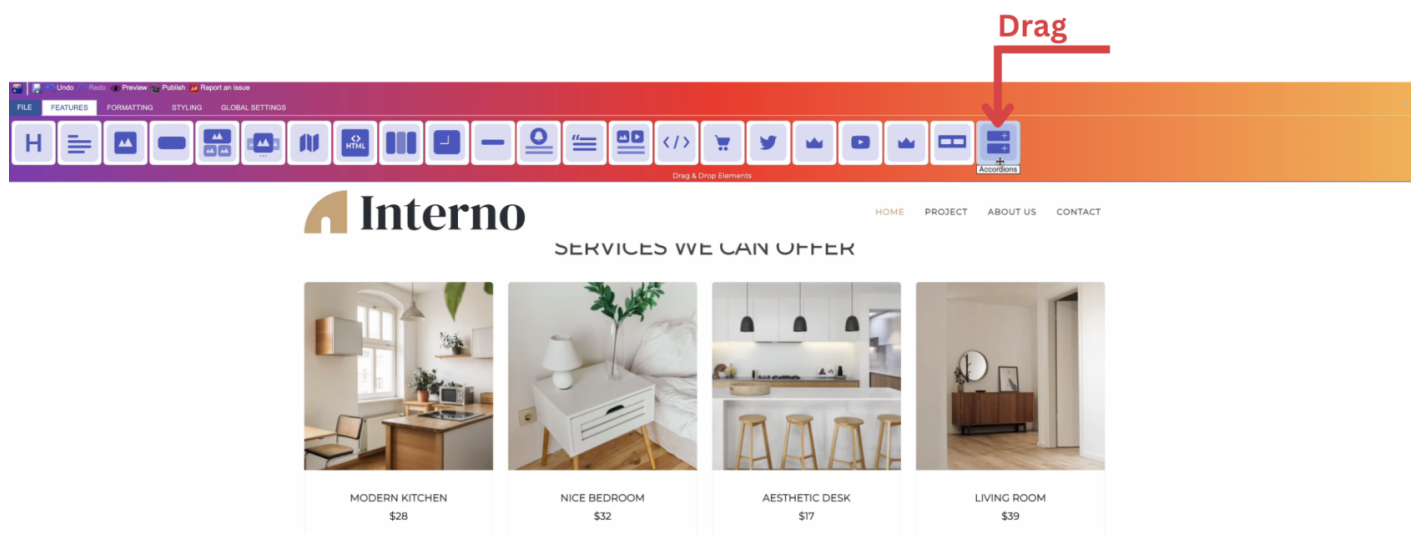 Drag
Undo Redo Preview Publish Report an issue
FILE FEATURES FORMATTING STYLING GLOBAL SETTINGS
H HTML </>
Accordions
Drag & Drop Elements
Interno
HOME PROJECT ABOUT US CONTACT
SERVICES WE CAN OFFER
MODERN KITCHEN NICE BEDROOM AESTHETIC DESK LIVING ROOM
$28 $32 $17 $39